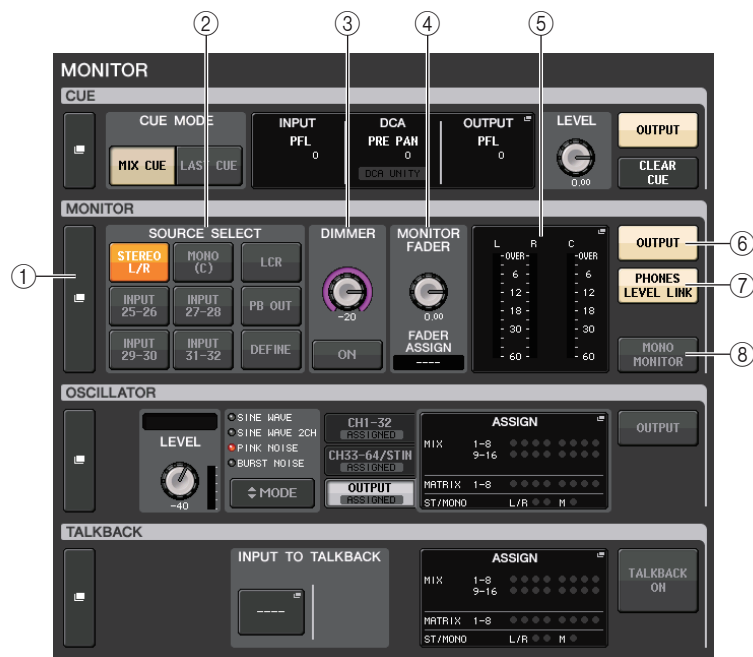 ② ③ ④ ⑤
MONITOR
CUE
CUE MODE
MIX CUE LAST CUE
INPUT
PFL
0
DCA
PRE PAN
0
DCA UNITY
OUTPUT
PFL
0
LEVEL
0.00
OUTPUT
CLEAR
CUE
MONITOR
①
SOURCE SELECT
STEREO
L/R
MONO
(C)
LCR
INPUT
25-26
INPUT
27-28
PB OUT
INPUT
29-30
INPUT
31-32
DEFINE
DIMMER
-20
ON
MONITOR
FADER
0.00
FADER
ASSIGN
----
L R C
-OVER- -OVER
- 6 - - 6
- 12 - - 12
- 18 - - 18
- 30 - - 30
- 60 - - 60
OUTPUT
⑥
PHONES
LEVEL LINK
⑦
MONO
MONITOR
⑧
OSCILLATOR
LEVEL
-40
SINE WAVE
SINE WAVE 2CH
PINK NOISE
BURST NOISE
MODE
CH1-32
ASSIGNED
CH33-64/STIN
ASSIGNED
OUTPUT
ASSIGNED
ASSIGN
MIX 1-8
9-16
MATRIX 1-8
ST/MONO L/R M
OUTPUT
TALKBACK
INPUT TO TALKBACK
----
ASSIGN
MIX 1-8
9-16
MATRIX 1-8
ST/MONO L/R M
TALKBACK
ON